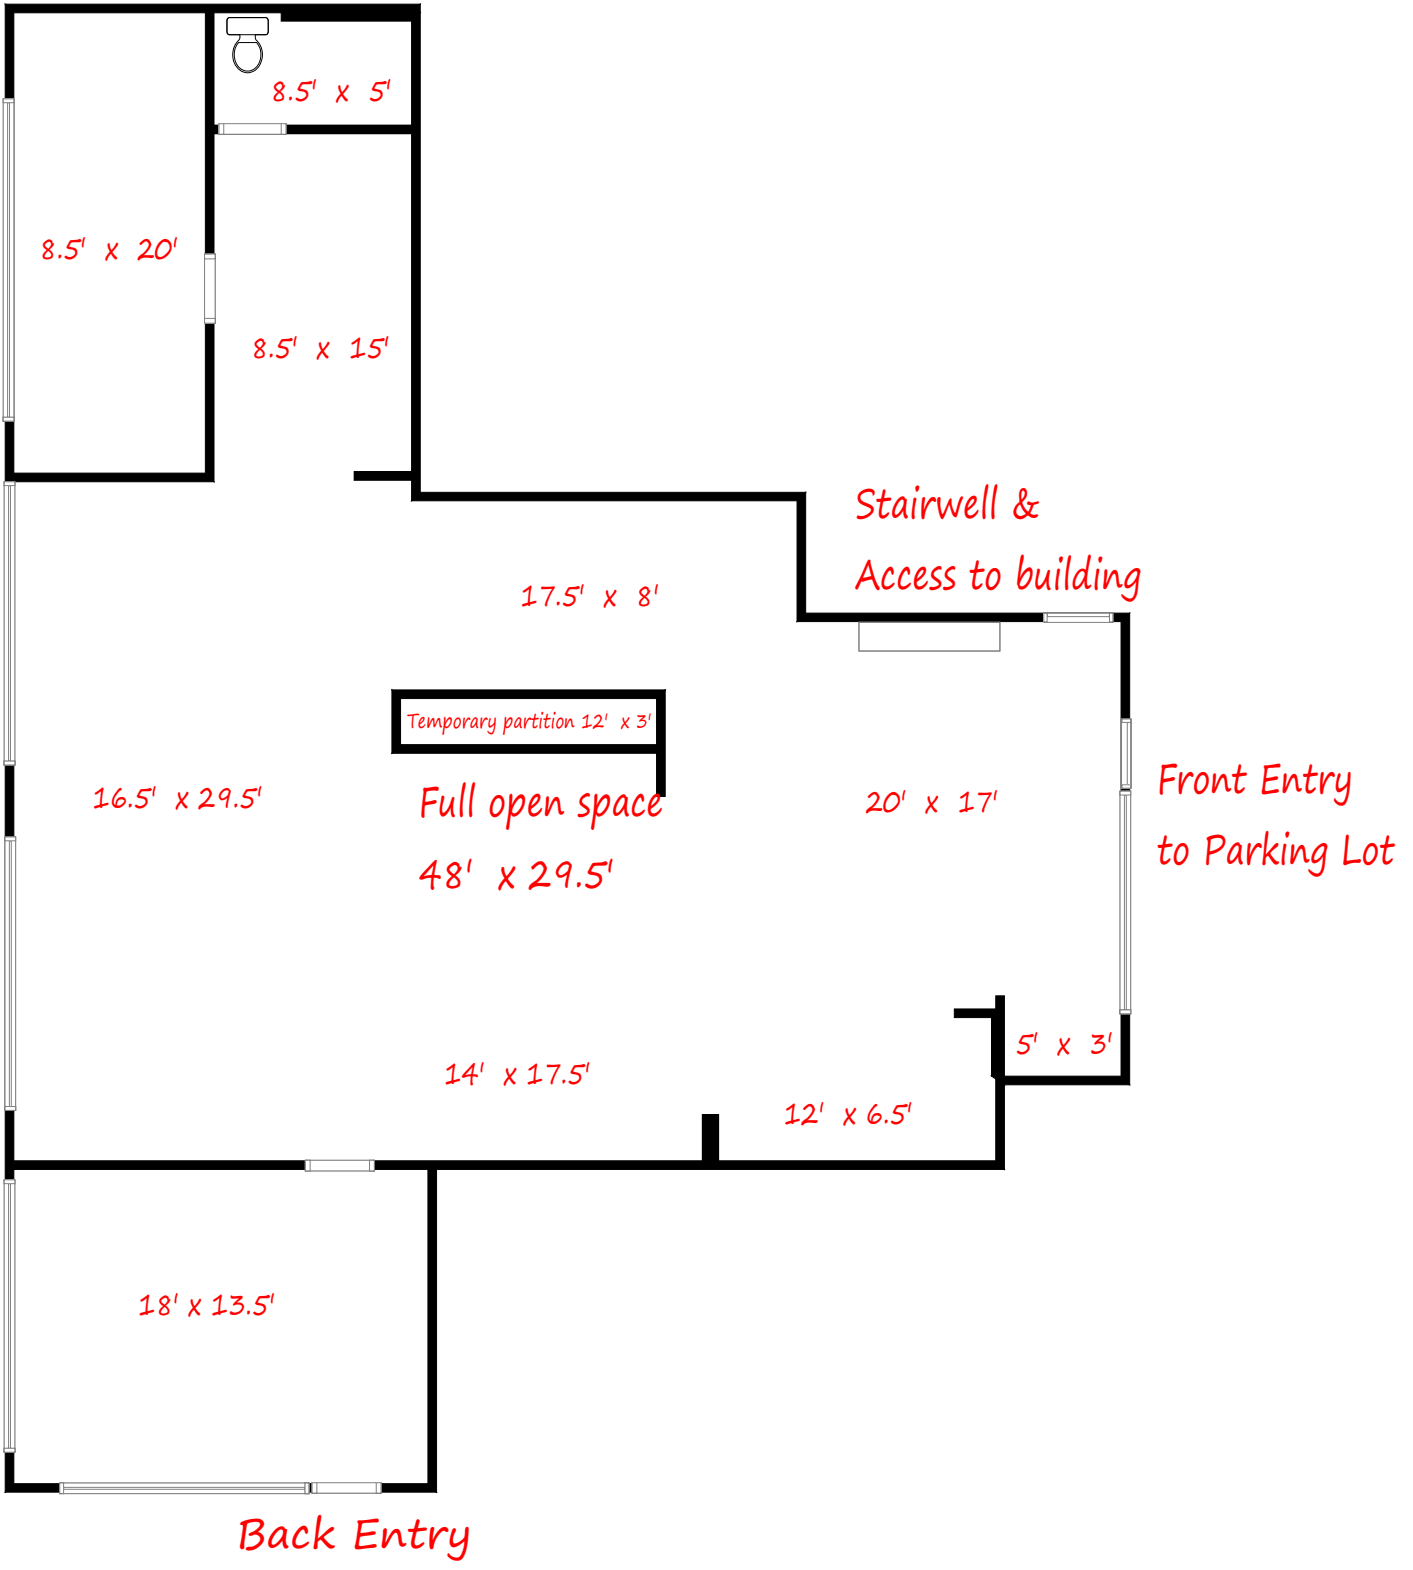 8.5' x 5'
8.5' x 20'
8.5' x 15'
Stairwell &
Access to building
17.5' x 8'
Temporary partition 12' x 3'
Front Entry
to Parking Lot
16.5' x 29.5'
Full open space
48' x 29.5'
20' x 17'
5' x 3'
14' x 17.5'
12' x 6.5'
18' x 13.5'
Back Entry